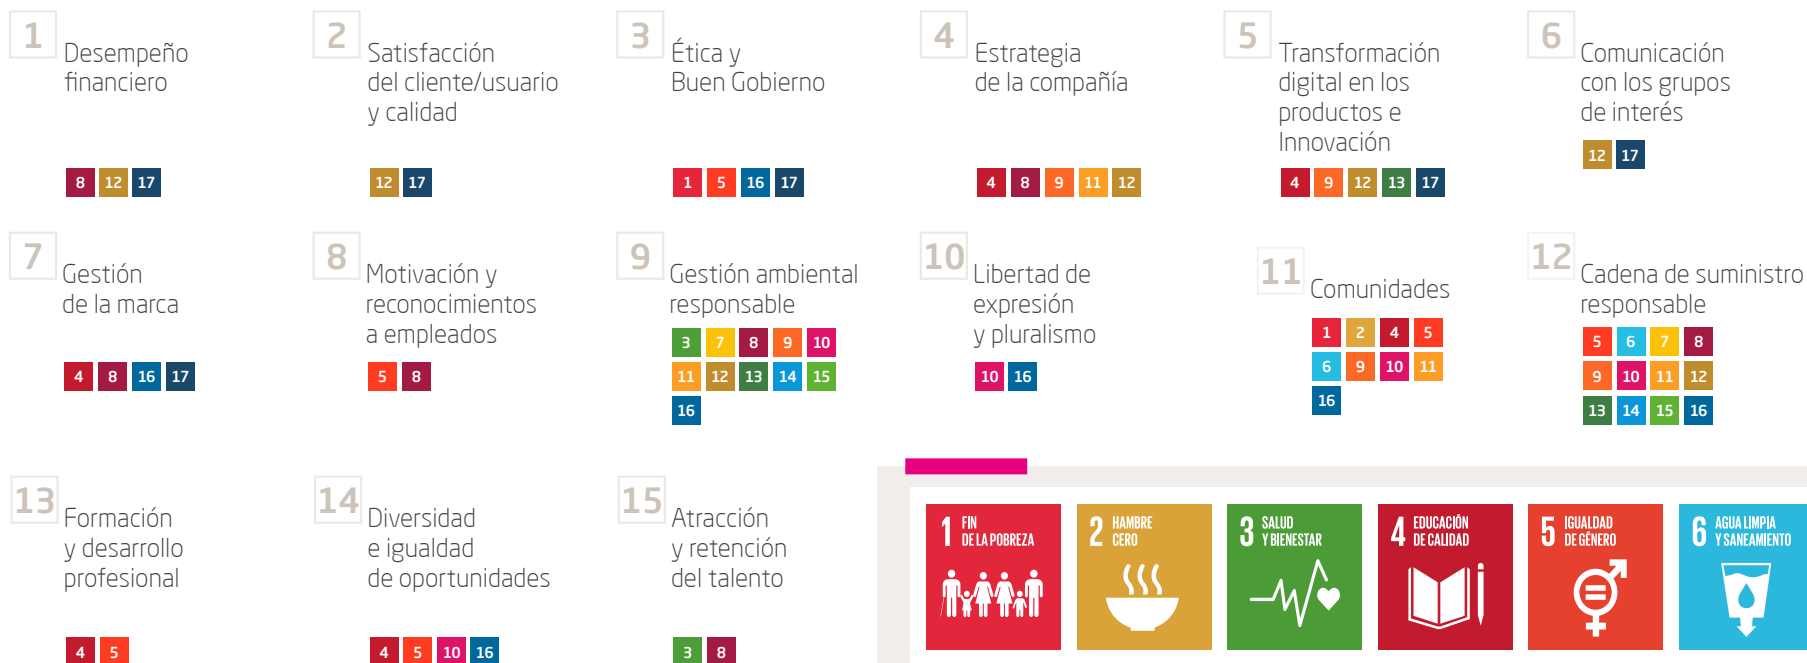 1
Desempeño
financiero
8 12 17
2
Satisfacción
del cliente/usuario
y calidad
12 17
3
Ética y
Buen Gobierno
1 5 16 17
4
Estrategia
de la compañía
4 8 9 11 12
5
Transformación
digital en los
productos e
Innovación
4 9 12 13 17
6
Comunicación
con los grupos
de interés
12 17
7
Gestión
de la marca
4 8 16 17
8
Motivación y
reconocimientos
a empleados
5 8
9
Gestión ambiental
responsable
3 7 8 9 10
11 12 13 14 15
16
10
Libertad de
expresión
y pluralismo
10 16
11
Comunidades
1 2 4 5
6 9 10 11
16
12
Cadena de suministro
responsable
5 6 7 8
9 10 11 12
13 14 15 16
13
Formación
y desarrollo
profesional
4 5
14
Diversidad
e igualdad
de oportunidades
4 5 10 16
15
Atracción
y retención
del talento
3 8
1 FIN
DE LA POBREZA
2 HAMBRE
CERO
3 SALUD
Y BIENESTAR
4 EDUCACIÓN
DE CALIDAD
5 IGUALDAD
DE GÉNERO
6 AGUA LIMPIA
Y SANEAMIENTO